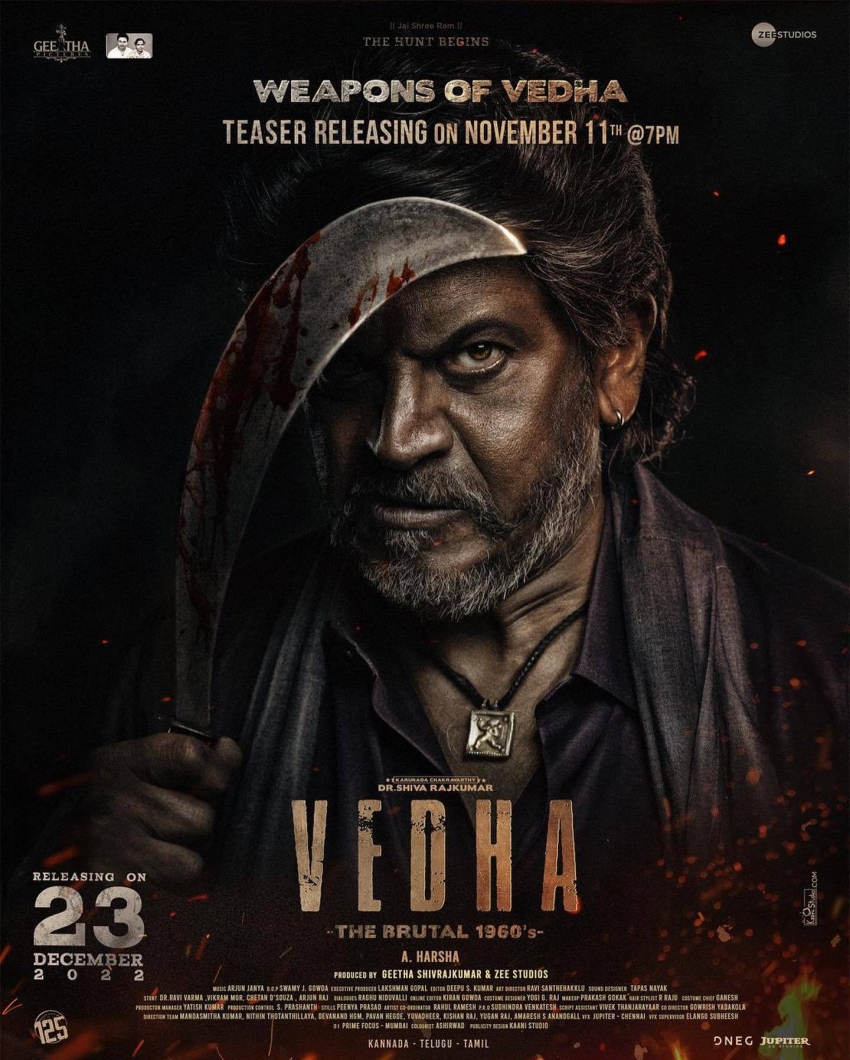 GEETHA
PICTURES
|| Jai Shree Ram ||
THE HUNT BEGINS
ZEE STUDIOS
WEAPONS OF VEDHA
TEASER RELEASING ON NOVEMBER 11TH @7PM
KARUNADA CHAKRAVARTHY
DR.SHIVA RAJKUMAR
VEDHA
-THE BRUTAL 1960's-
RELEASING ON
23
DECEMBER
2022
A. HARSHA
PRODUCED BY GEETHA SHIVRAJKUMAR & ZEE STUDIOS
MUSIC ARJUN JANYA D.O.P SWAMY J. GOWDA EXECUTIVE PRODUCER LAKSHMAN GOPAL EDITOR DEEPU S. KUMAR ART DIRECTOR RAVI SANTHEHAKKLU SOUND DESIGNER TAPAS NAYAK
STUNT DR.RAVI VARMA ,VIKRAM MOR, CHETAN D'SOUZA , ARJUN RAJ DIALOGUES RAGHU NIDUVALLI ONLINE EDITOR KIRAN GOWDA COSTUME DESIGNER YOGI G. RAJ MAKEUP PRAKASH GOKAK HAIR STYLIST R RAJU COSTUME CHIEF GANESH
PRODUCTION MANAGER YATISH KUMAR PRODUCTION CONTROL S. PRASHANTH STILLS PEENYA PRASAD ARTIST CO-ORDINATOR RAHUL RAMESH P.R.O SUDHINDRA VENKATESH SCRIPT ASSISTANT VIVEK THANJARAYKAR CO DIRECTOR GOWRISH YADAKOLA
DIRECTION TEAM MANDASMITHA KUMAR, NITHIN THOTANTHILLAYA, DEVANAND HGM, PAVAN HEGDE, YUVADHEER, KISHAN RAJ, YUGAN RAJ, AMARESH S ANANDGALL VFX JUPITER - CHENNAI VFX SUPERVISOR ELANGO SUBHEESH
D I PRIME FOCUS - MUMBAI COLOURIST ASHIRWAD PUBLICITY DESIGN KAANI STUDIO
KANNADA - TELUGU - TAMIL
125
DNEG JUPITER